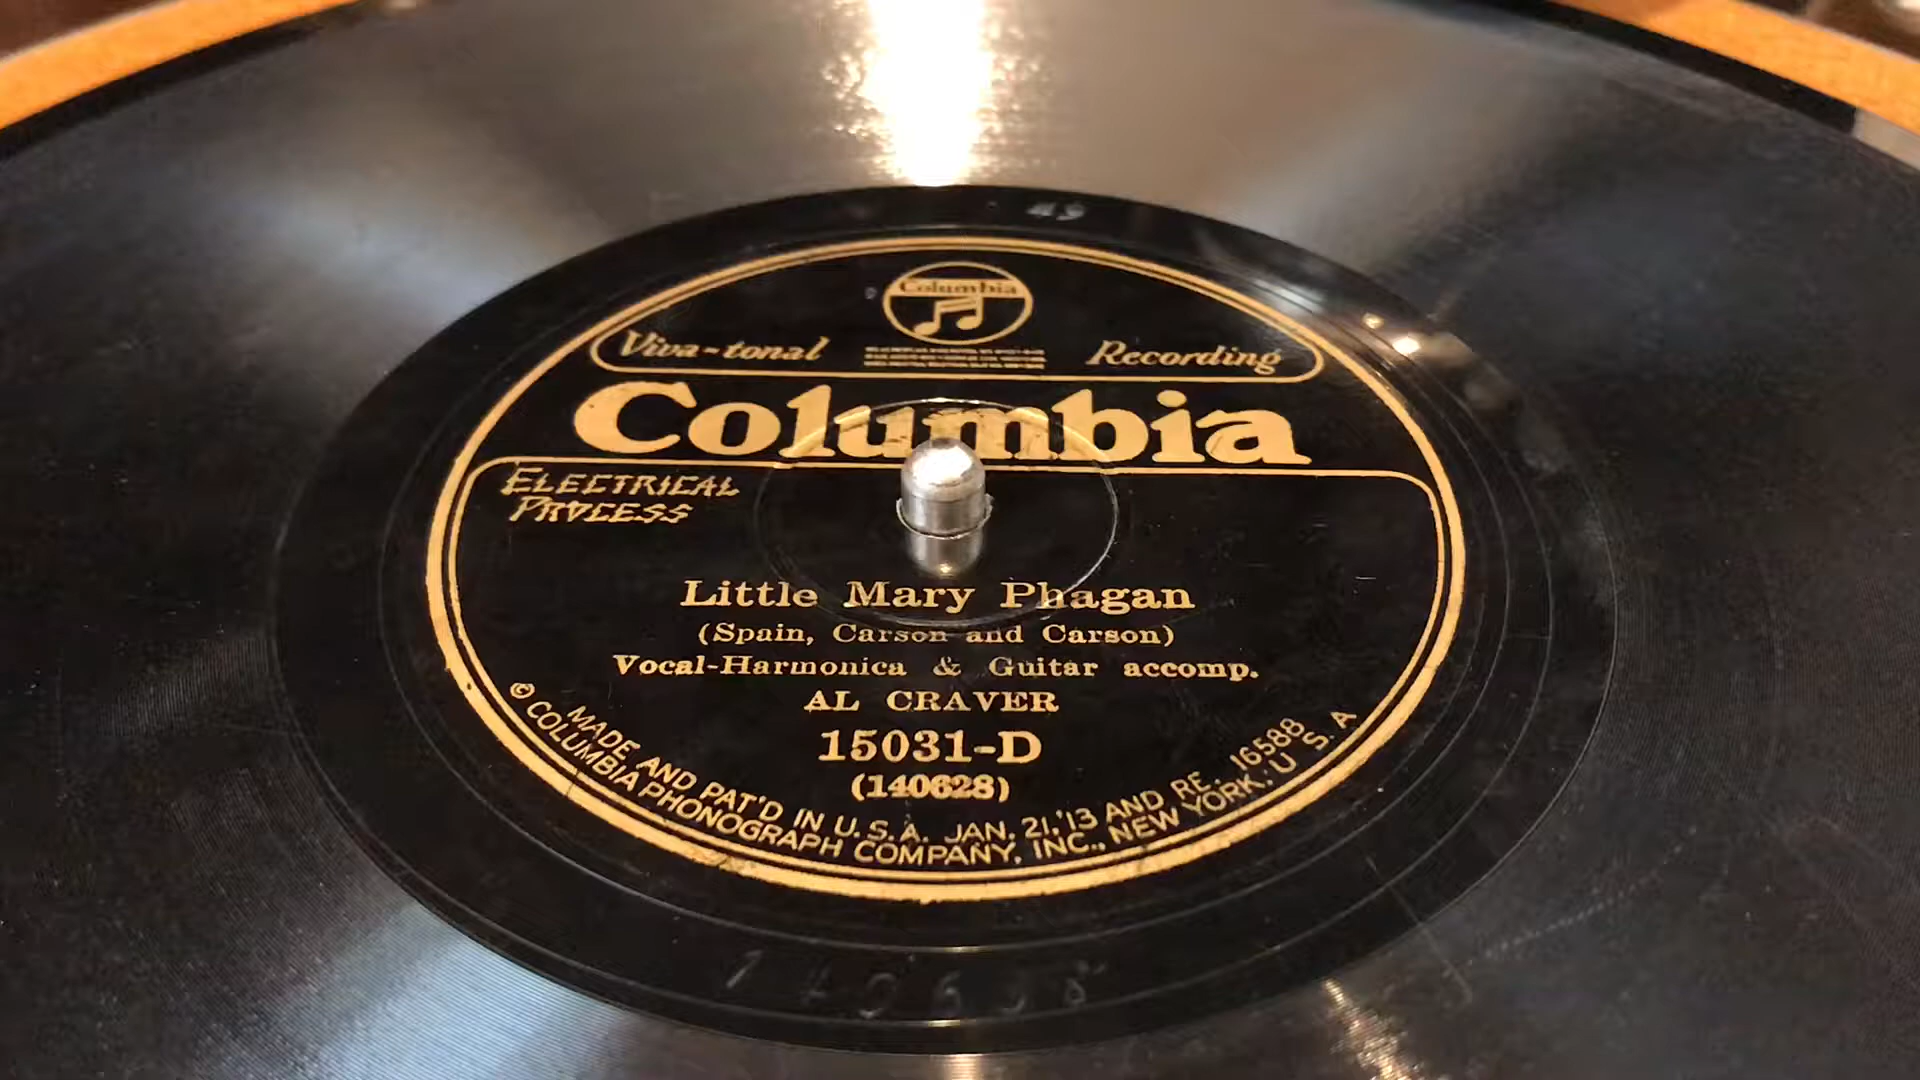 49
Columbia
Viva-tonal Recording
Columbia
ELECTRICAL
PROCESS
Little Mary Phagan
(Spain, Carson and Carson)
Vocal-Harmonica & Guitar accomp.
AL CRAVER
15031-D
(140628)
MADE AND PAT'D IN U.S.A. JAN. 21,'13 AND RE. 16588
© COLUMBIA PHONOGRAPH COMPANY, INC., NEW YORK, U.S.A